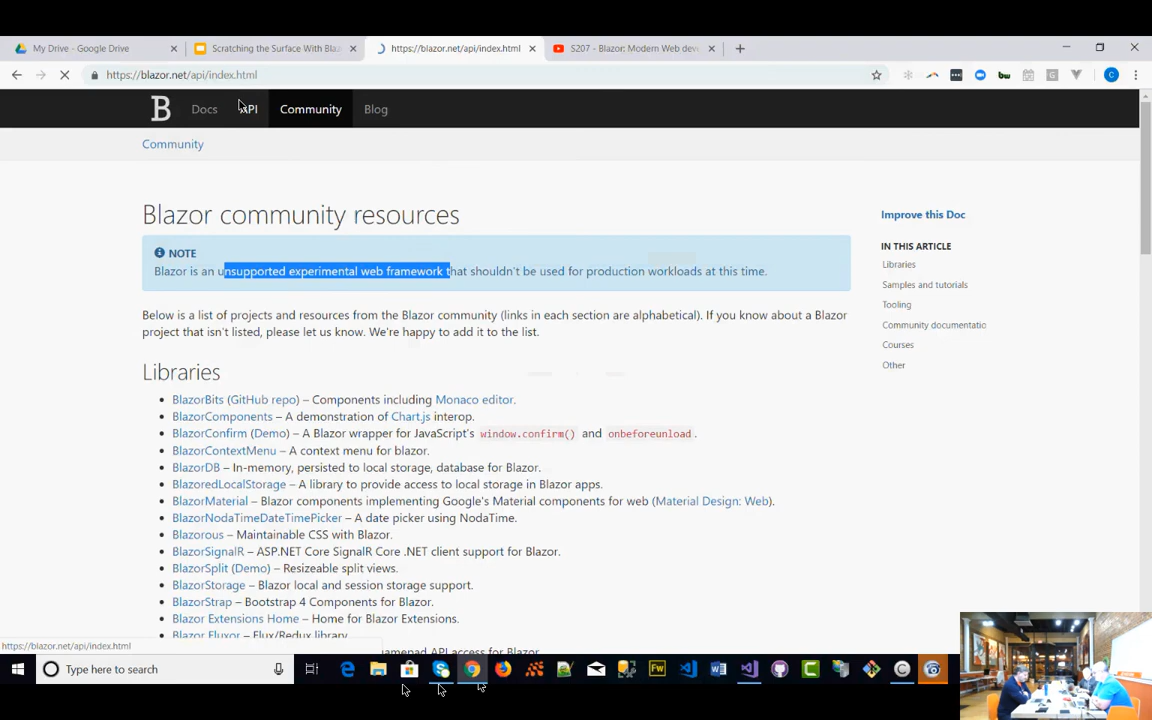 My Drive - Google Drive
Scratching the Surface With Blazo
https://blazor.net/api/index.html
S207 - Blazor: Modern Web dev
https://blazor.net/api/index.html
B Docs API Community Blog
Community
Blazor community resources
Improve this Doc
NOTE
Blazor is an unsupported experimental web framework that shouldn't be used for production workloads at this time.
IN THIS ARTICLE
Libraries
Samples and tutorials
Tooling
Community documentatio
Courses
Other
Below is a list of projects and resources from the Blazor community (links in each section are alphabetical). If you know about a Blazor
project that isn't listed, please let us know. We're happy to add it to the list.
Libraries
BlazorBits (GitHub repo) – Components including Monaco editor.
BlazorComponents – A demonstration of Chart.js interop.
BlazorConfirm (Demo) – A Blazor wrapper for JavaScript's window.confirm() and onbeforeunload.
BlazorContextMenu – A context menu for blazor.
BlazorDB – In-memory, persisted to local storage, database for Blazor.
BlazoredLocalStorage – A library to provide access to local storage in Blazor apps.
BlazorMaterial – Blazor components implementing Google's Material components for web (Material Design: Web).
BlazorNodaTimeDateTimePicker – A date picker using NodaTime.
Blazorous – Maintainable CSS with Blazor.
BlazorSignalR – ASP.NET Core SignalR Core .NET client support for Blazor.
BlazorSplit (Demo) – Resizeable split views.
BlazorStorage – Blazor local and session storage support.
BlazorStrap – Bootstrap 4 Components for Blazor.
Blazor Extensions Home – Home for Blazor Extensions.
Blazor Fluxor – Flux/Redux library
amepad API access for Blazor.
https://blazor.net/api/index.html
Type here to search